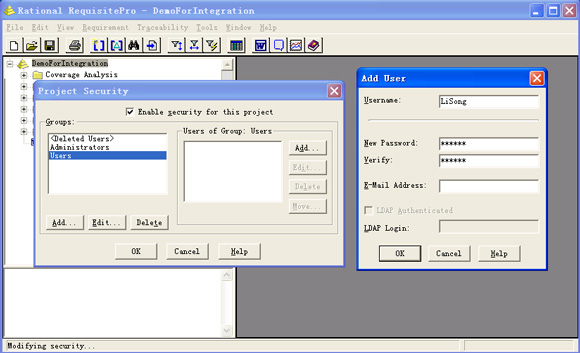 Rational RequisitePro - DemoForIntegration
File Edit View Requirement Traceability Tools Window Help
DemoForIntegration
Coverage Analysis
Project Security
Enable security for this project
Groups:
<Deleted Users>
Administrators
Users
Add... Edit... Delete
Users of Group: Users
Add...
Edit...
Delete
Move...
OK Cancel Help
Add User
Username: LiSong
New Password: ******
Verify: ******
E-Mail Address:
LDAP Authenticated
LDAP Login:
OK Cancel Help
Modifying security...